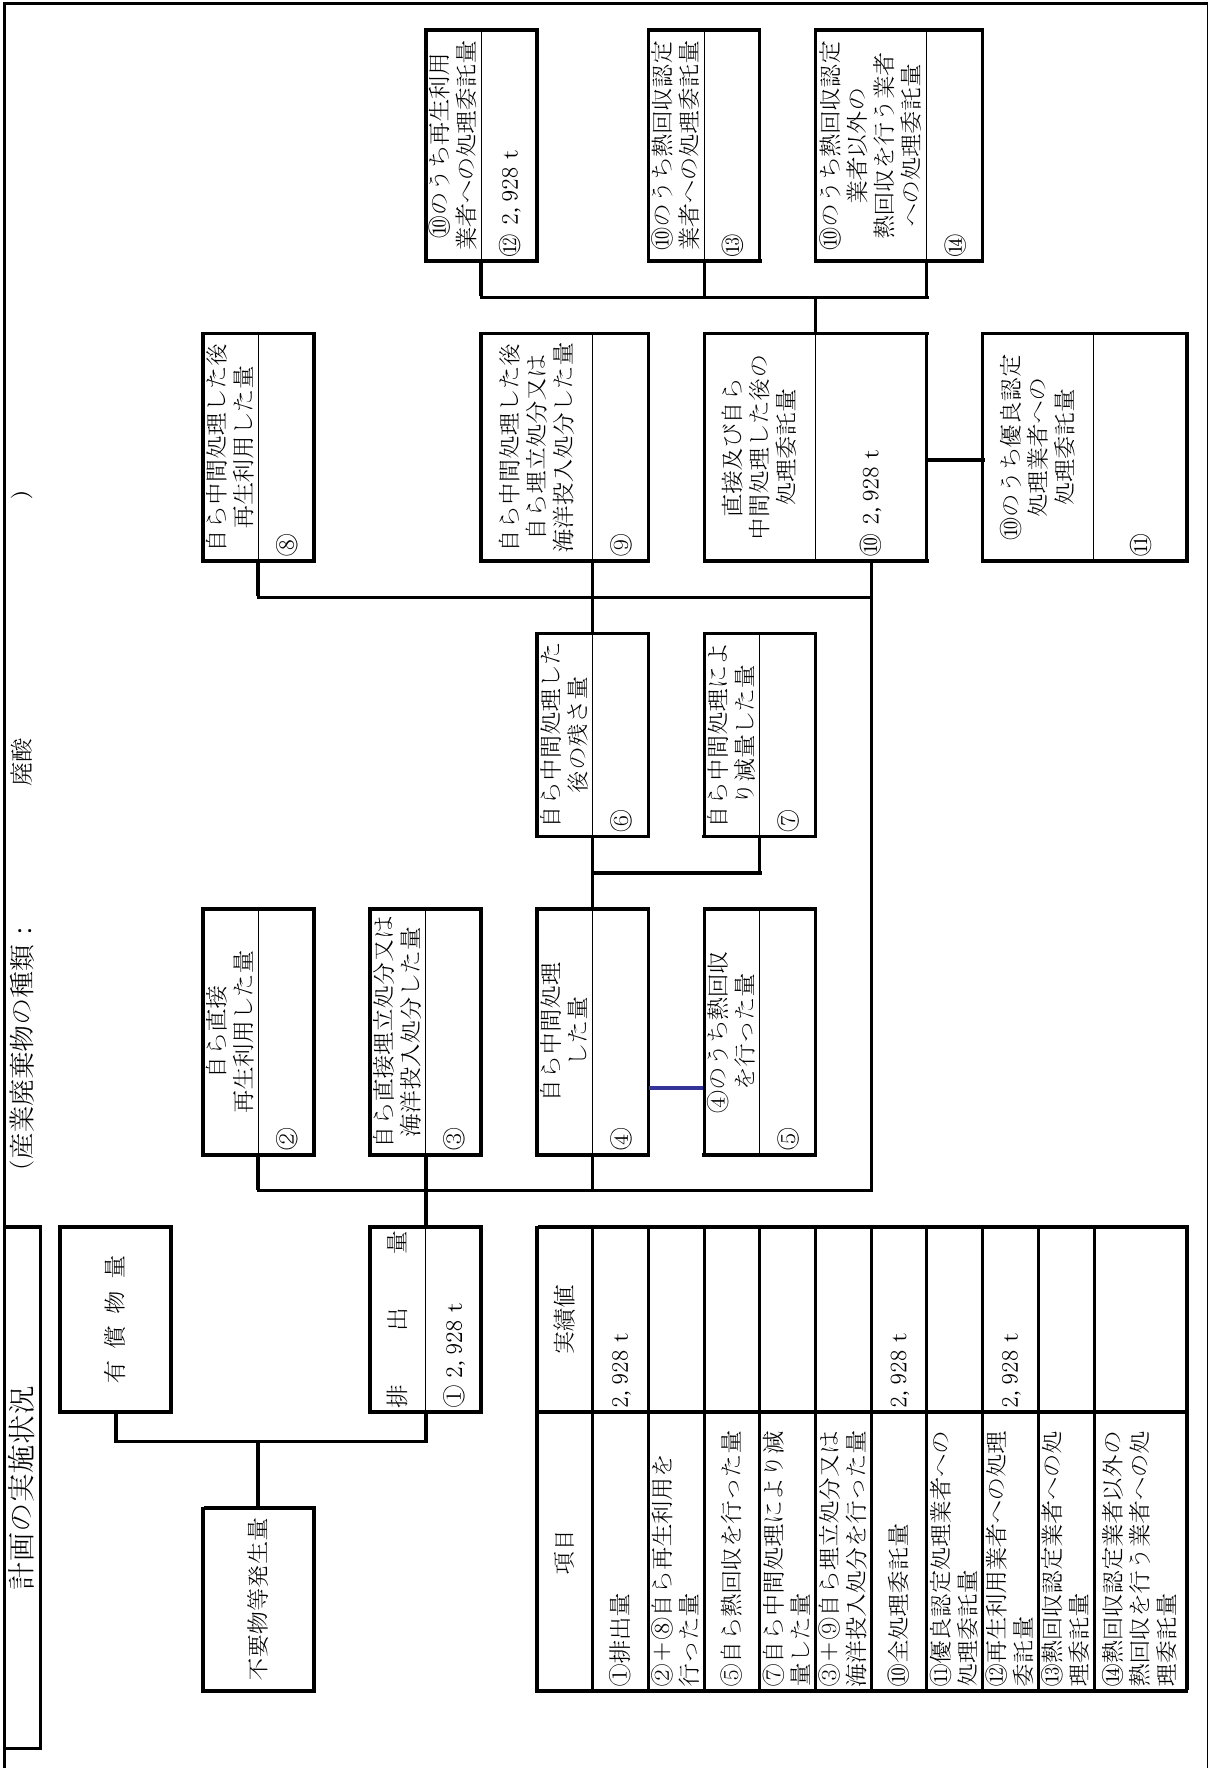 計画の実施状況
（産業廃棄物の種類：　　　廃酸　　　　　　）
不要物等発生量
有 償 物 量
排 出 量
① 2,928 t
自ら直接
再生利用した量
②
自ら直接埋立処分又は
海洋投入処分した量
③
自ら中間処理
した量
④
④のうち熱回収
を行った量
⑤
自ら中間処理した
後の残さ量
⑥
自ら中間処理によ
り減量した量
⑦
自ら中間処理した後
再生利用した量
⑧
自ら中間処理した後
自ら埋立処分又は
海洋投入処分した量
⑨
直接及び自ら
中間処理した後の
処理委託量
⑩ 2,928 t
⑩のうち優良認定
処理業者への
処理委託量
⑪
⑩のうち再生利用
業者への処理委託量
⑫ 2,928 t
⑩のうち熱回収認定
業者への処理委託量
⑬
⑩のうち熱回収認定
業者以外の
熱回収を行う業者
への処理委託量
⑭
項目　実績値
①排出量　2,928 t
②＋⑧自ら再生利用を
行った量
⑤自ら熱回収を行った量
⑦自ら中間処理により減
量した量
③＋⑨自ら埋立処分又は
海洋投入処分を行った量
⑩全処理委託量　2,928 t
⑪優良認定処理業者への
処理委託量
⑫再生利用業者への処理
委託量　2,928 t
⑬熱回収認定業者への処
理委託量
⑭熱回収認定業者以外の
熱回収を行う業者への処
理委託量